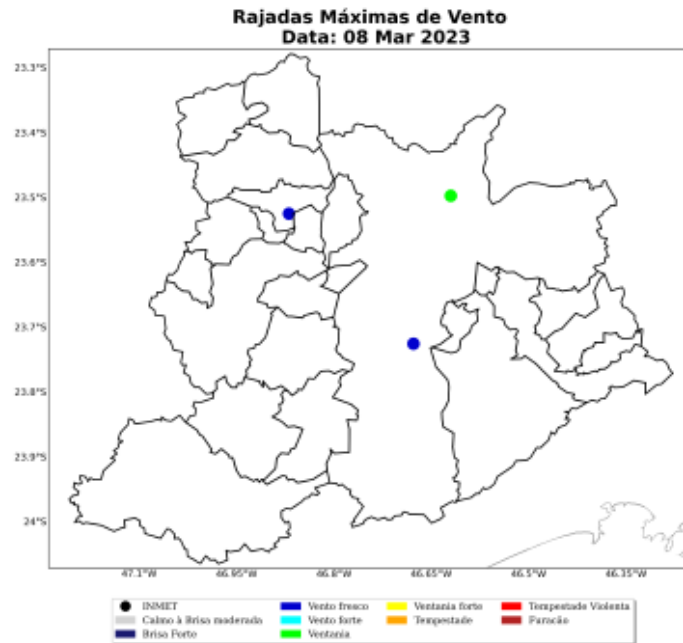 Rajadas Máximas de Vento
Data: 08 Mar 2023
23.3°S
23.4°S
23.5°S
23.6°S
23.7°S
23.8°S
23.9°S
24°S
47.1°W 46.95°W 46.8°W 46.65°W 46.5°W 46.35°W
INMET Vento fresco Ventania forte Tempestade Violenta
Calmo à Brisa moderada Vento forte Tempestade Furacão
Brisa Forte Ventania